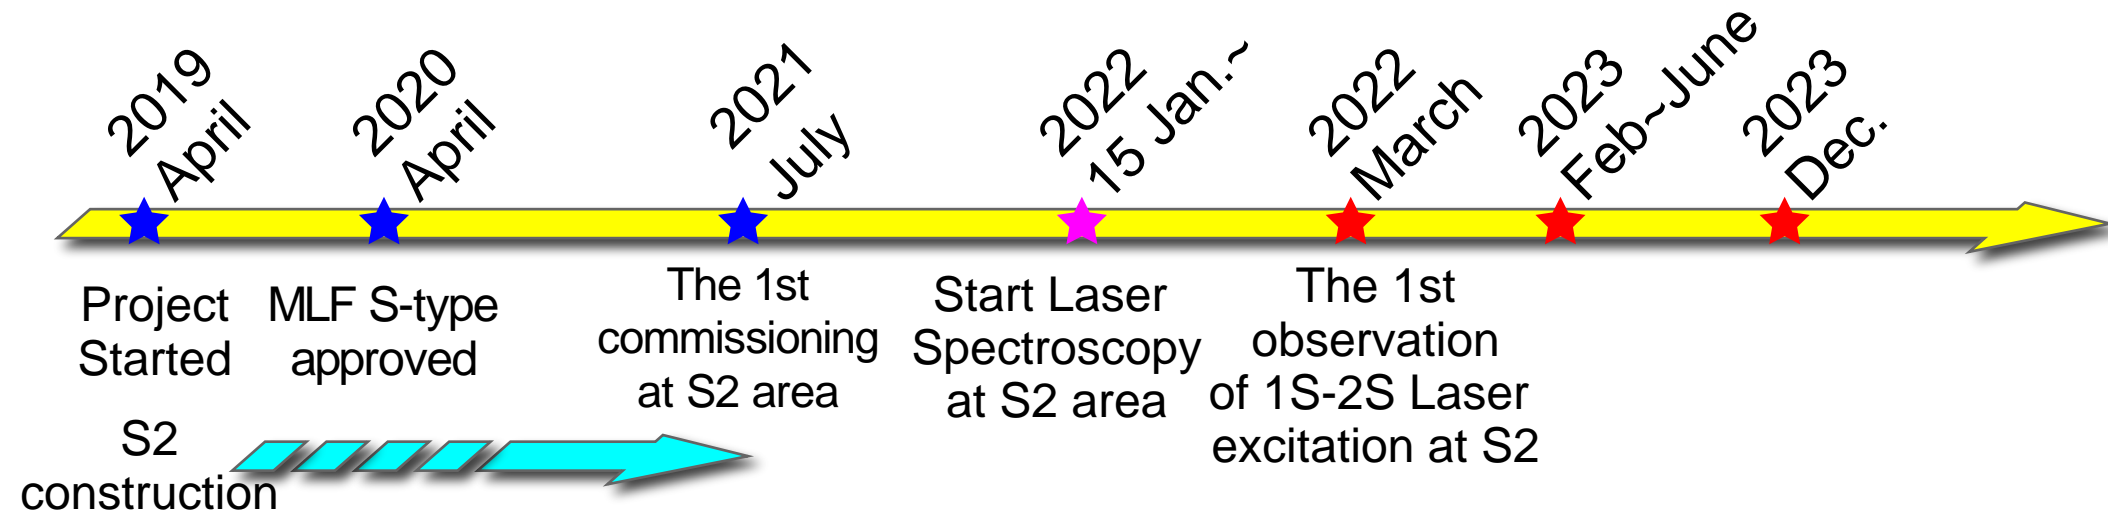 2019
April
2020
April
2021
July
2022
15 Jan.~
2022
March
2023
Feb~June
2023
Dec.
Project
Started
MLF S-type
approved
The 1st
commissioning
at S2 area
Start Laser
Spectroscopy
at S2 area
The 1st
observation
of 1S-2S Laser
excitation at S2
S2
construction